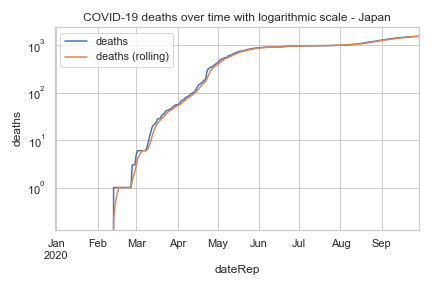 COVID-19 deaths over time with logarithmic scale - Japan
deaths
deaths (rolling)
10³
10²
10¹
10⁰
deaths
Jan Feb Mar Apr May Jun Jul Aug Sep
2020
dateRep